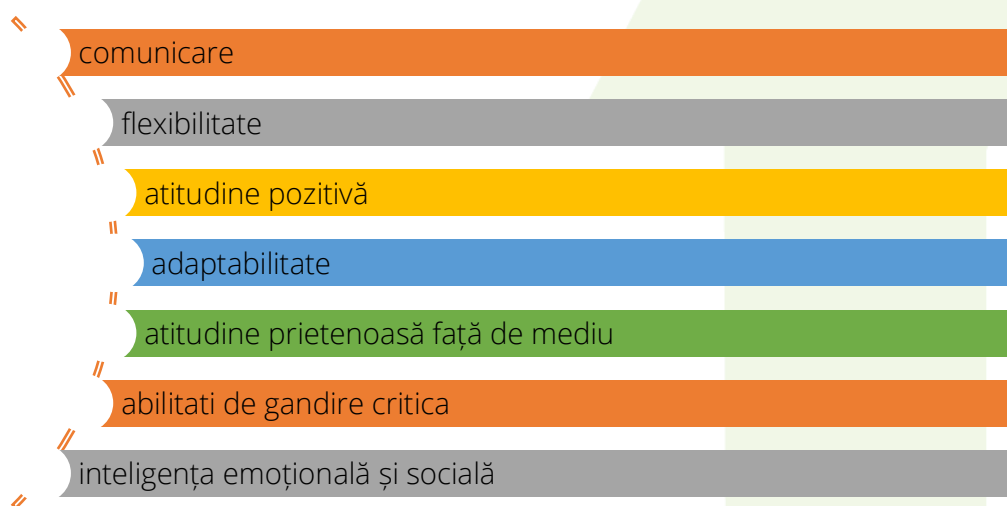 comunicare
flexibilitate
atitudine pozitivă
adaptabilitate
atitudine prietenoasă față de mediu
abilitati de gandire critica
inteligența emoțională și socială